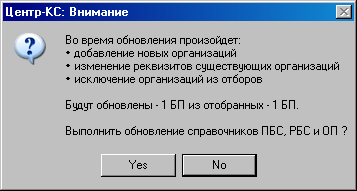 Центр-КС: Внимание
Во время обновления произойдет:
• добавление новых организаций
• изменение реквизитов существующих организаций
• исключение организаций из отборов
Будут обновлены - 1 БП из отобранных - 1 БП.
Выполнить обновление справочников ПБС, РБС и ОП ?
Yes No